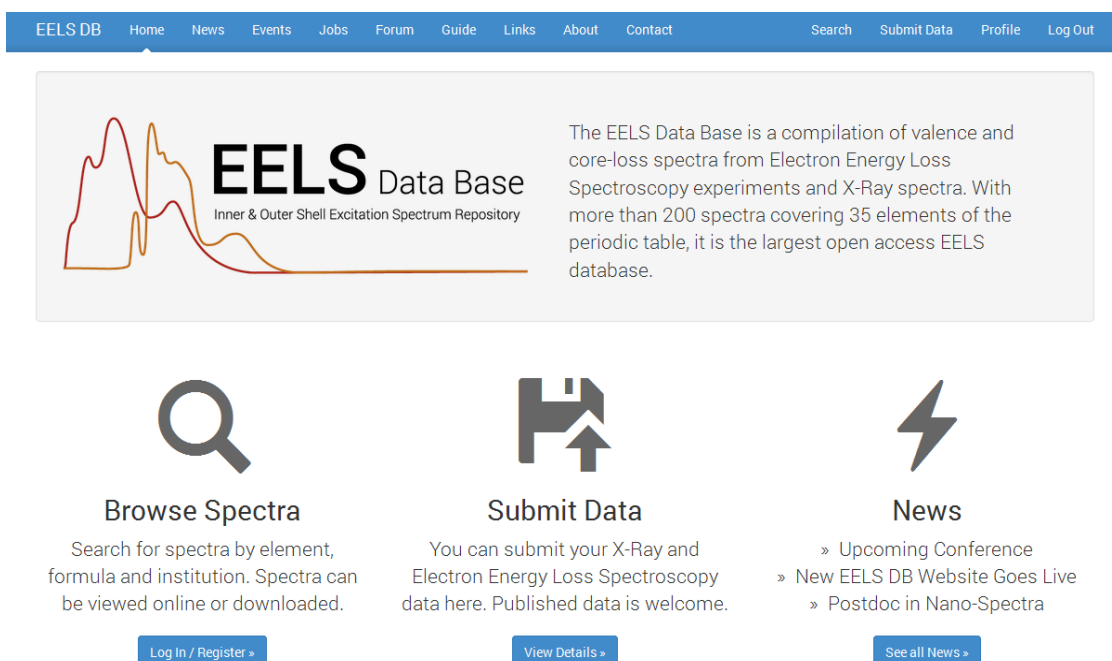 EELS DB Home News Events Jobs Forum Guide Links About Contact Search Submit Data Profile Log Out
EELS Data Base
Inner & Outer Shell Excitation Spectrum Repository
The EELS Data Base is a compilation of valence and
core-loss spectra from Electron Energy Loss
Spectroscopy experiments and X-Ray spectra. With
more than 200 spectra covering 35 elements of the
periodic table, it is the largest open access EELS
database.
Browse Spectra
Search for spectra by element,
formula and institution. Spectra can
be viewed online or downloaded.
Log In / Register »
Submit Data
You can submit your X-Ray and
Electron Energy Loss Spectroscopy
data here. Published data is welcome.
View Details »
News
» Upcoming Conference
» New EELS DB Website Goes Live
» Postdoc in Nano-Spectra
See all News »